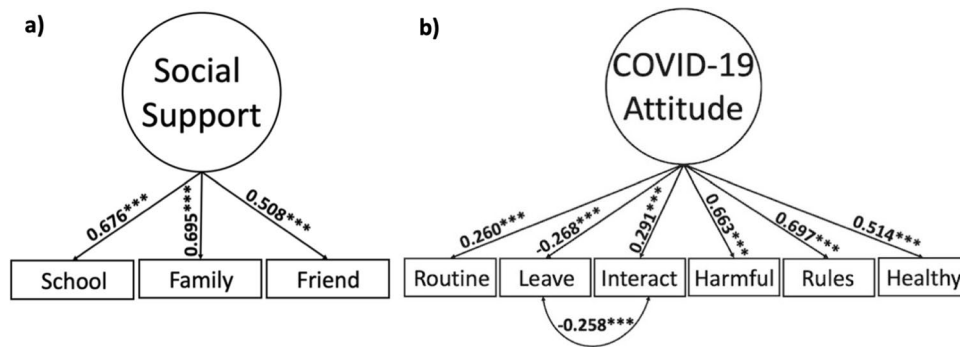 a)
Social
Support
0.676***
0.695***
0.508***
School
Family
Friend
b)
COVID-19
Attitude
0.260***
-0.268***
0.291***
0.663***
0.697***
0.514***
Routine
Leave
Interact
Harmful
Rules
Healthy
-0.258***